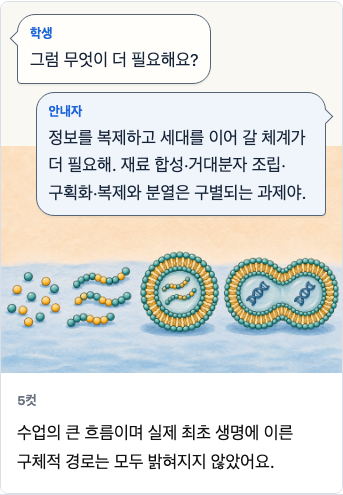 학생
그럼 무엇이 더 필요해요?
안내자
정보를 복제하고 세대를 이어 갈 체계가
더 필요해. 재료 합성·거대분자 조립·
구획화·복제와 분열은 구별되는 과제야.
5컷
수업의 큰 흐름이며 실제 최초 생명에 이른
구체적 경로는 모두 밝혀지지 않았어요.